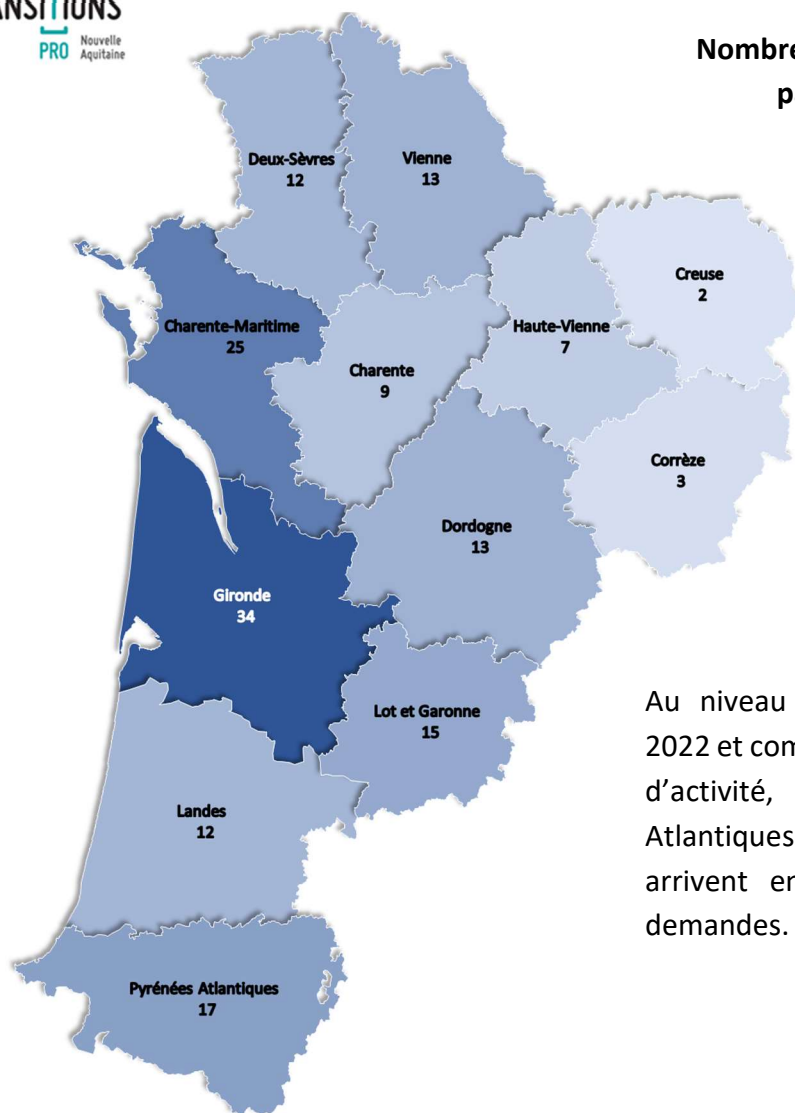 PRO Nouvelle
Aquitaine
Nombre
Deux-Sèvres
12
Vienne
13
Creuse
2
Charente-Maritime
25
Haute-Vienne
7
Charente
9
Corrèze
3
Dordogne
13
Gironde
34
Lot et Garonne
15
Au niveau
2022 et
d’activité,
Atlantiques
arrivent
demandes.
Landes
12
Pyrénées Atlantiques
17